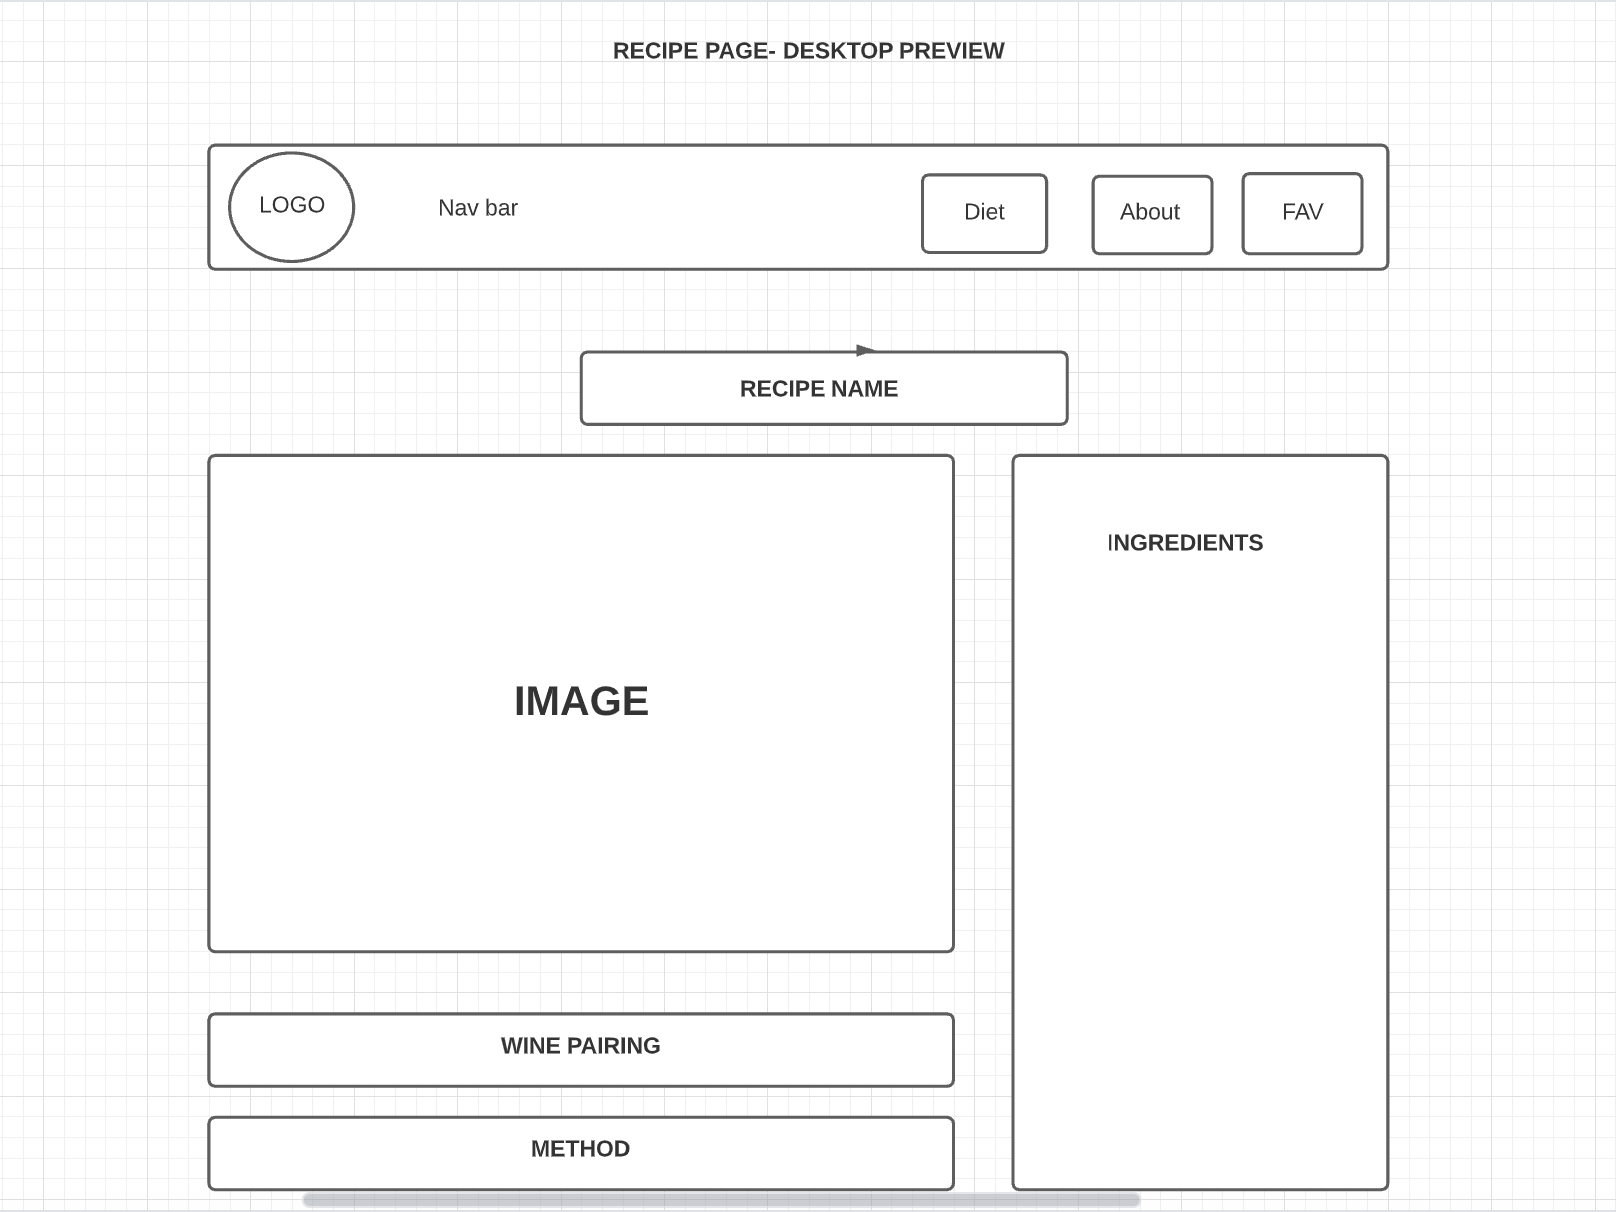 RECIPE PAGE- DESKTOP PREVIEW
LOGO
Nav bar
Diet
About
FAV
RECIPE NAME
INGREDIENTS
IMAGE
WINE PAIRING
METHOD